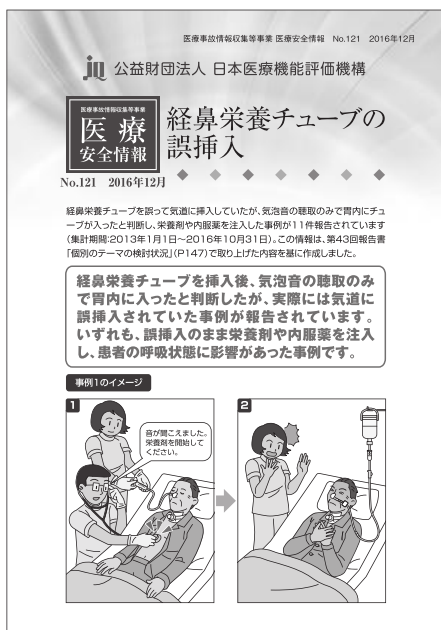 医療事故情報収集等事業 医療安全情報 No.121 2016年12月
jQ 公益財団法人 日本医療機能評価機構
医療事故情報収集等事業
医療
安全情報
経鼻栄養チューブの
誤挿入
No.121 2016年12月
経鼻栄養チューブを誤って気道に挿入していたが、気泡音の聴取のみで胃内にチュ
ーブが入ったと判断し、栄養剤や内服薬を注入した事例が11件報告されています
(集計期間:2013年1月1日~2016年10月31日)。この情報は、第43回報告書
「個別のテーマの検討状況」(P147)で取り上げた内容を基に作成しました。
経鼻栄養チューブを挿入後、気泡音の聴取のみ
で胃内に入ったと判断したが、実際には気道に
誤挿入されていた事例が報告されています。
いずれも、誤挿入のまま栄養剤や内服薬を注入
し、患者の呼吸状態に影響があった事例です。
事例1のイメージ
1
音が聞こえました。
栄養剤を開始して
ください。
2